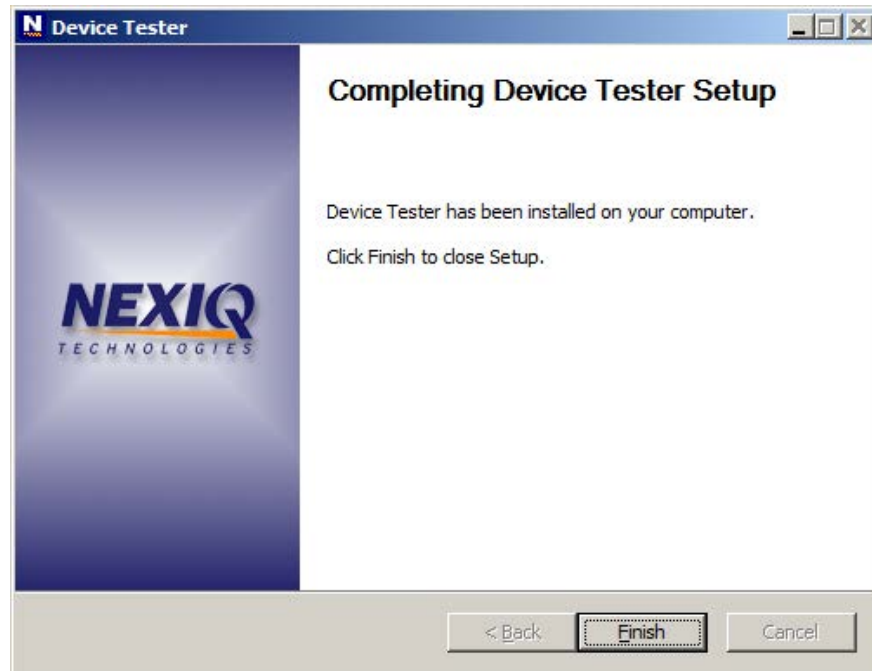 N Device Tester
Completing Device Tester Setup
Device Tester has been installed on your computer.
Click Finish to close Setup.
NEXIQ
TECHNOLOGIES
< Back
Finish
Cancel